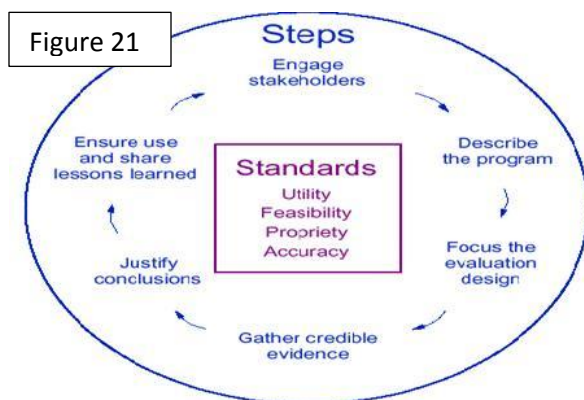 Figure 21
Steps
Engage
stakeholders
Describe
the program
Focus the
evaluation
design
Gather credible
evidence
Justify
conclusions
Ensure use
and share
lessons learned
Standards
Utility
Feasibility
Propriety
Accuracy